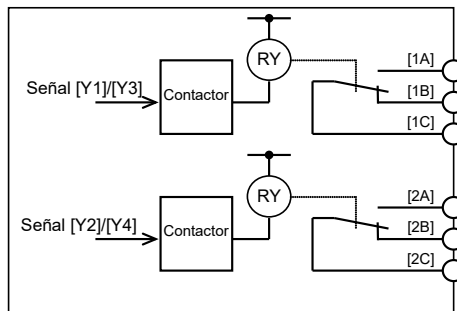 RY
[1A]
Señal [Y1]/[Y3]
Contactor
[1B]
[1C]
RY
[2A]
Señal [Y2]/[Y4]
Contactor
[2B]
[2C]